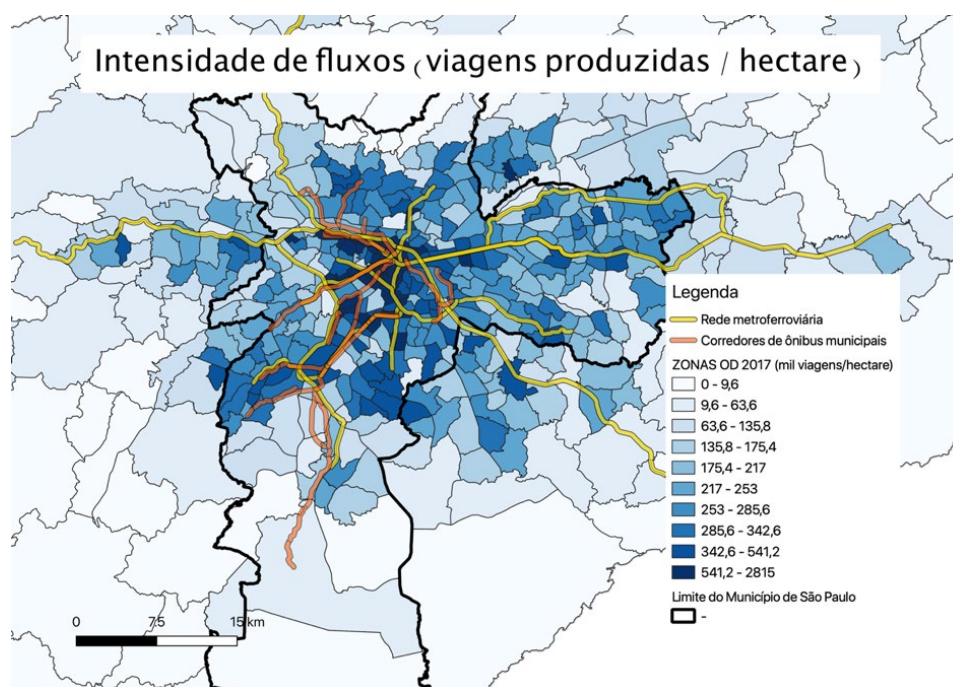 Intensidade de fluxos (viagens produzidas / hectare)
Legenda
Rede metroferroviária
Corredores de ônibus municipais
ZONAS OD 2017 (mil viagens/hectare)
0 - 9,6
9,6 - 63,6
63,6 - 135,8
135,8 - 175,4
175,4 - 217
217 - 253
253 - 285,6
285,6 - 342,6
342,6 - 541,2
541,2 - 2815
Limite do Município de São Paulo
-
0 7.5 15 km